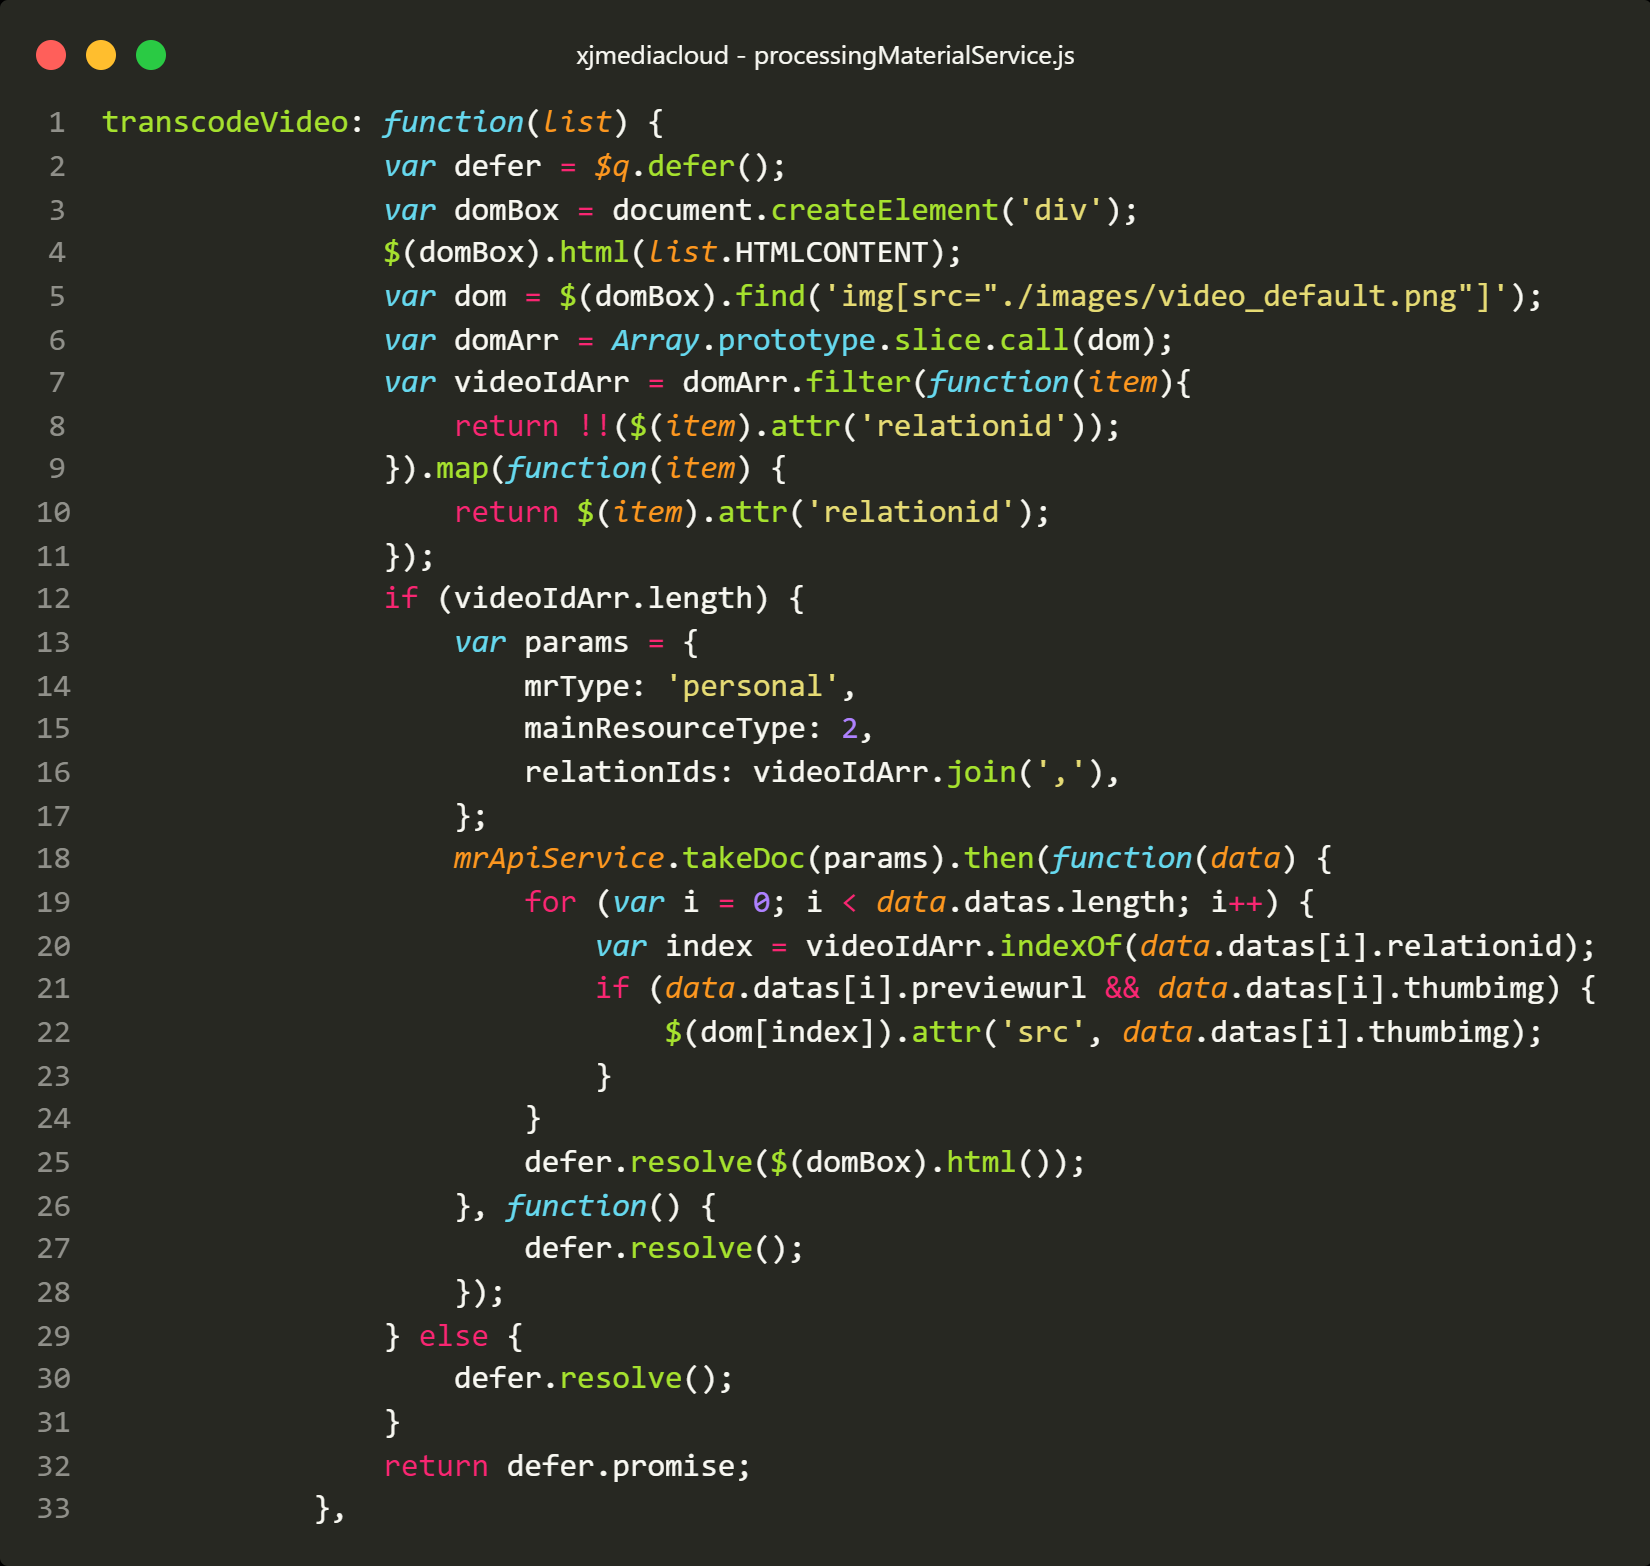 xjmediacloud - processingMaterialService.js
1 transcodeVideo: function(list) {
2 var defer = $q.defer();
3 var domBox = document.createElement('div');
4 $(domBox).html(list.HTMLCONTENT);
5 var dom = $(domBox).find('img[src="./images/video_default.png"]');
6 var domArr = Array.prototype.slice.call(dom);
7 var videoIdArr = domArr.filter(function(item){
8 return !!($(item).attr('relationid'));
9 }).map(function(item) {
10 return $(item).attr('relationid');
11 });
12 if (videoIdArr.length) {
13 var params = {
14 mrType: 'personal',
15 mainResourceType: 2,
16 relationIds: videoIdArr.join(','),
17 };
18 mrApiService.takeDoc(params).then(function(data) {
19 for (var i = 0; i < data.datas.length; i++) {
20 var index = videoIdArr.indexOf(data.datas[i].relationid);
21 if (data.datas[i].previewurl && data.datas[i].thumbimg) {
22 $(dom[index]).attr('src', data.datas[i].thumbimg);
23 }
24 }
25 defer.resolve($(domBox).html());
26 }, function() {
27 defer.resolve();
28 });
29 } else {
30 defer.resolve();
31 }
32 return defer.promise;
33 },